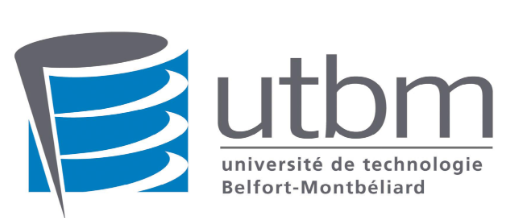 utbm
université de technologie
Belfort-Montbéliard